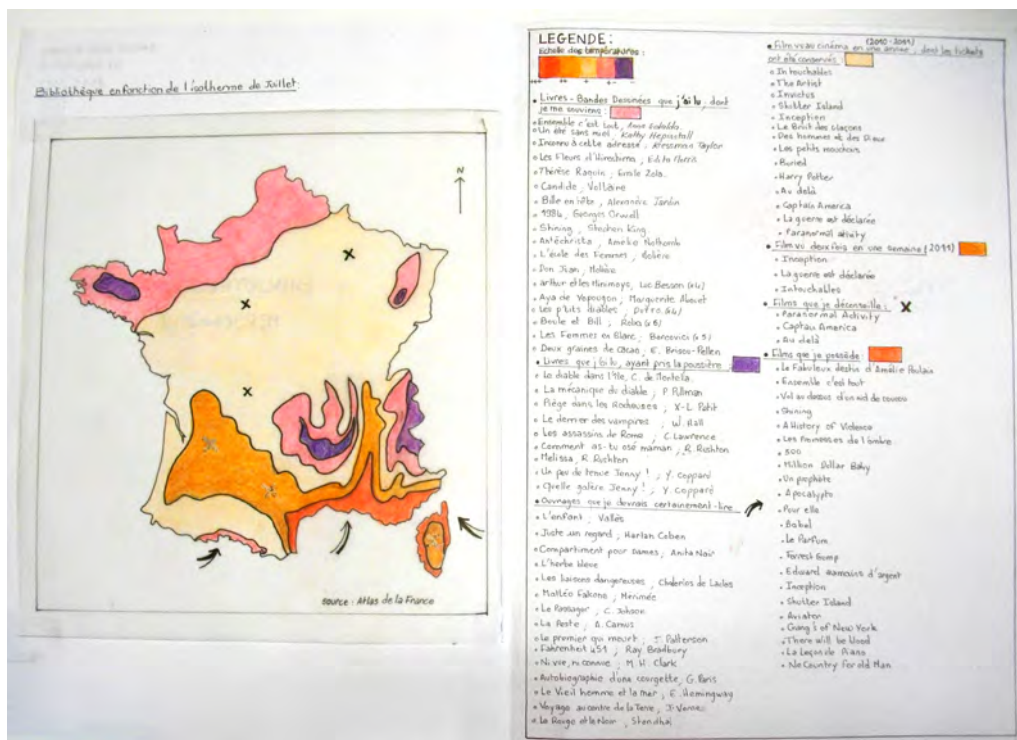 Bibliothèque en fonction de l'isotherme de Juillet:
N
source : Atlas de la France
LEGENDE:
Echelle des températures :
• Livres - Bandes Dessinées que j'ai lu, dont
je me souviens :
• Ensemble c'est tout, Anna Gavalda.
• Un été sans miel. Kathy Hepinstall
• Inconnu à cette adresse. Kressman Taylor
• Les Fleurs d'Hiroshima ; Edita Morris
• Thérèse Raquin ; Emile Zola.
• Candide ; Voltaire
• Bille en tête, Alexandre Jardin
• 1984, Georges Orwell
• Shining, Stephen King
• Antéchrista, Amélie Nothomb
• L'école des Femmes, Molière
• Don Juan, Molière
• arthur et les Minimoys, Luc Besson
• Aya de Yopougon ; Marguerite Abouet
• Les p'tits diables ; Dutto
• Boule et Bill ; Roba
• Les Femmes en Blanc ; Bercovici
• Deux graines de cacao ; E. Brisou-Pellen
• Livres que j'ai lu, ayant pris la poussière :
• Le diable dans l'île, C. de Mortella.
• La mécanique du diable ; P. Pullman
• Piège dans les Rocheuses ; X-L. Petit
• Le dernier des vampires ; W. Hall
• Les assassins de Rome ; C. Lawrence
• Comment as-tu osé maman ; R. Rushton
• Melissa, R. Rushton
• Un peu de tenue Jenny ! ; Y. Coppard
• Quelle galère Jenny ! ; Y. Coppard
• Ouvrages que je devrais certainement lire
• L'enfant ; Vallès
• Juste un regard ; Harlan Coben
• Compartiment pour Dames ; Anita Nair
• L'herbe bleue
• Les liaisons dangereuses ; Choderlos de Laclos
• Mattéo Falcone ; Merimée
• Le Passager ; C. Johson
• La Peste ; A. Camus
• Le premier qui meurt ; J. Patterson
• Fahrenheit 451 ; Ray Bradbury
• Ni vue, ni connue ; M. H. Clark
• Autobiographie d'une courgette, G. Paris
• Le Vieil homme et la mer ; E. Hemingway
• Voyage au centre de la Terre ; J. Verne
• Le Rouge et le Noir ; Stendhal
(2010-2011)
• Film vu au cinéma en une année, dont les tickets
ont été conservés :
• Intouchables
• The Artist
• Invictus
• Shutter Island
• Inception
• Le Bruit des glaçons
• Des hommes et des Dieux
• Les petits mouchoirs
• Buried
• Harry Potter
• Au delà
• Captain America
• La guerre est déclarée
• Paranormal activity
• Film vu deux fois en une semaine (2011)
• Inception
• La guerre est déclarée
• Intouchables
• Films que je déconseille : X
• Paranormal Activity
• Captain America
• Au delà
• Films que je possède :
• Le Fabuleux destin d'Amélie Poulain
• Ensemble c'est tout
• Vol au dessus d'un nid de coucou
• Shining
• A History of Violence
• Les Promesses de l'ombre
• 300
• Million Dollar Baby
• Un prophète
• Apocalypto
• Pour elle
• Babel
• Le Parfum
• Forrest Gump
• Edward aux mains d'argent
• Inception
• Shutter Island
• Aviator
• Gang's of New York
• There will be blood
• La Leçon de Piano
• No Country for old Man